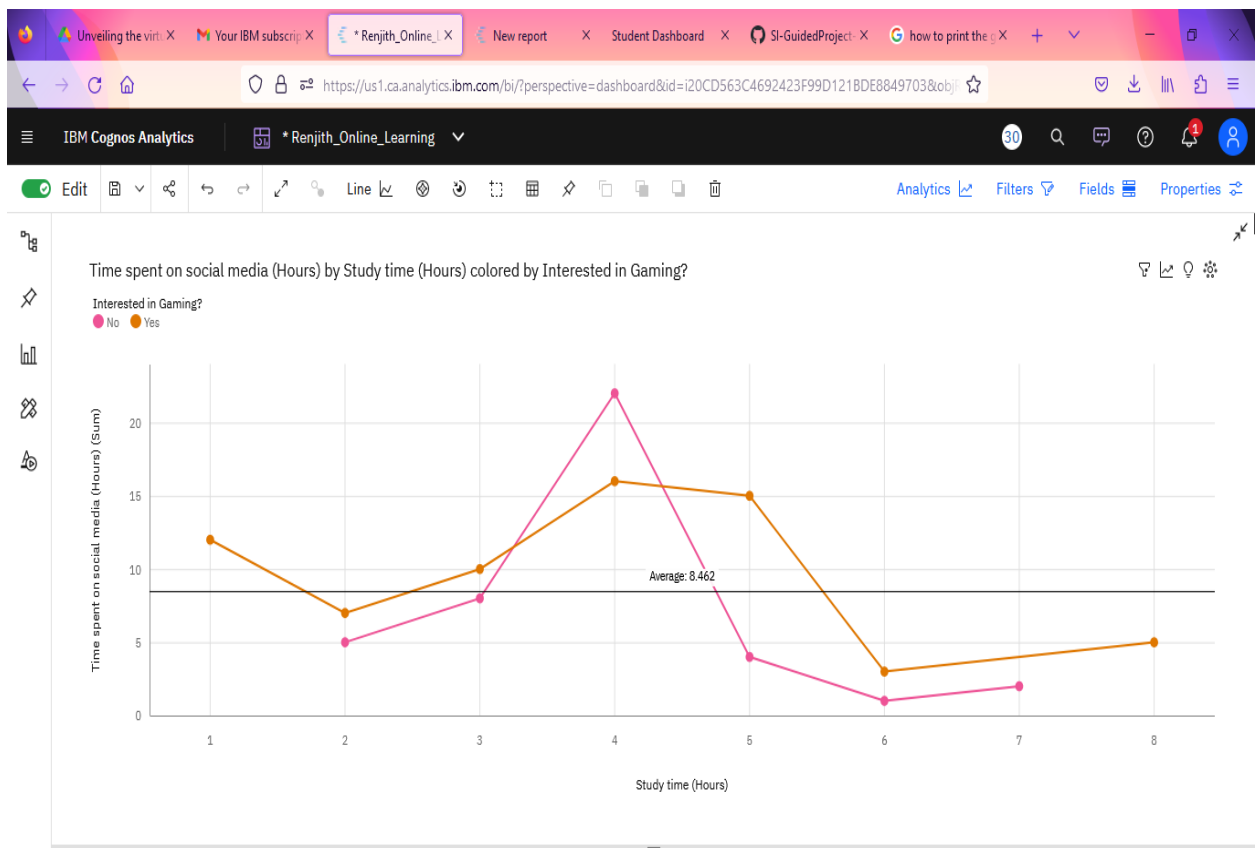 Unveiling the virtu
Your IBM subscrip
* Renjith_Online_L
New report
Student Dashboard
SI-GuidedProject-
how to print the g
https://us1.ca.analytics.ibm.com/bi/?perspective=dashboard&id=i20CD563C4692423F99D121BDE8849703&obj
IBM Cognos Analytics
* Renjith_Online_Learning
30
1
Edit
Line
Analytics
Filters
Fields
Properties
Time spent on social media (Hours) by Study time (Hours) colored by Interested in Gaming?
Interested in Gaming?
No
Yes
Time spent on social media (Hours) (Sum)
20
15
10
5
0
Average: 8.462
1 2 3 4 5 6 7 8
Study time (Hours)